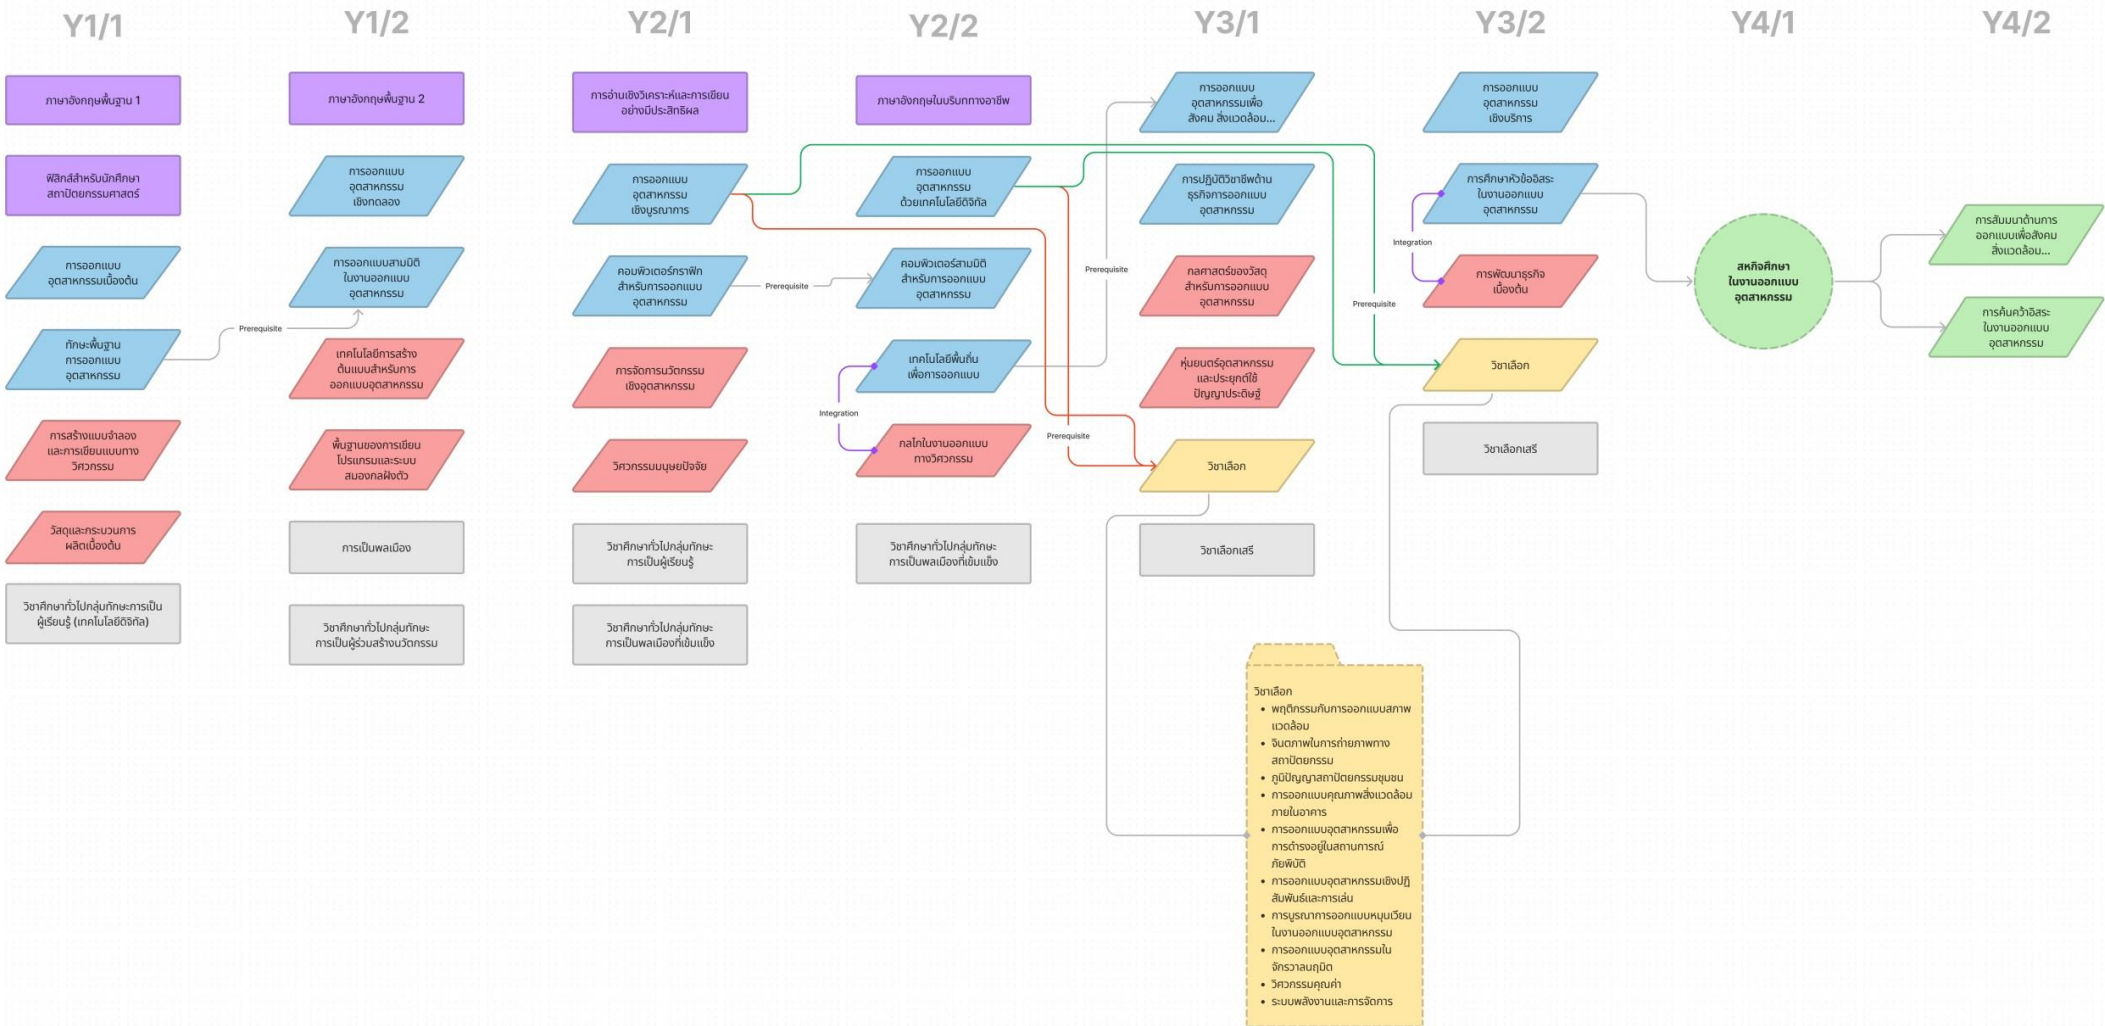 Y1/1
Y1/2
Y2/1
Y2/2
Y3/1
Y3/2
Y4/1
Y4/2
ภาษาอังกฤษพื้นฐาน 1
ฟิสิกส์สำหรับนักศึกษา
สถาปัตยกรรมศาสตร์
การออกแบบ
อุตสาหกรรมเบื้องต้น
ทักษะพื้นฐาน
การออกแบบ
อุตสาหกรรม
การสร้างแบบจำลอง
และการเขียนแบบทาง
วิศวกรรม
วัสดุและกระบวนการ
ผลิตเบื้องต้น
วิชาศึกษาทั่วไปกลุ่มทักษะการเป็น
ผู้เรียนรู้ (เทคโนโลยีดิจิทัล)
Prerequisite
ภาษาอังกฤษพื้นฐาน 2
การออกแบบ
อุตสาหกรรม
เชิงทดลอง
การออกแบบสามมิติ
ในงานออกแบบ
อุตสาหกรรม
เทคโนโลยีการสร้าง
ต้นแบบสำหรับการ
ออกแบบอุตสาหกรรม
พื้นฐานของการเขียน
โปรแกรมและระบบ
สมองกลฝังตัว
การเป็นพลเมือง
วิชาศึกษาทั่วไปกลุ่มทักษะ
การเป็นผู้ร่วมสร้างนวัตกรรม
การอ่านเชิงวิเคราะห์และการเขียน
อย่างมีประสิทธิผล
การออกแบบ
อุตสาหกรรม
เชิงบูรณาการ
คอมพิวเตอร์กราฟิก
สำหรับการออกแบบ
อุตสาหกรรม
การจัดการนวัตกรรม
เชิงอุตสาหกรรม
วิศวกรรมมนุษยปัจจัย
วิชาศึกษาทั่วไปกลุ่มทักษะ
การเป็นผู้เรียนรู้
วิชาศึกษาทั่วไปกลุ่มทักษะ
การเป็นพลเมืองที่เข้มแข็ง
Prerequisite
ภาษาอังกฤษในบริบททางอาชีพ
การออกแบบ
อุตสาหกรรม
ด้วยเทคโนโลยีดิจิทัล
คอมพิวเตอร์สามมิติ
สำหรับการออกแบบ
อุตสาหกรรม
เทคโนโลยีพื้นถิ่น
เพื่อการออกแบบ
Integration
กลไกในงานออกแบบ
ทางวิศวกรรม
วิชาศึกษาทั่วไปกลุ่มทักษะ
การเป็นพลเมืองที่เข้มแข็ง
Prerequisite
Prerequisite
การออกแบบ
อุตสาหกรรมเพื่อ
สังคม สิ่งแวดล้อม...
การปฏิบัติวิชาชีพด้าน
ธุรกิจการออกแบบ
อุตสาหกรรม
กลศาสตร์ของวัสดุ
สำหรับการออกแบบ
อุตสาหกรรม
หุ่นยนตร์อุตสาหกรรม
และประยุกต์ใช้
ปัญญาประดิษฐ์
วิชาเลือก
วิชาเลือกเสรี
Prerequisite
การออกแบบ
อุตสาหกรรม
เชิงบริการ
การศึกษาหัวข้ออิสระ
ในงานออกแบบ
อุตสาหกรรม
Integration
การพัฒนาธุรกิจ
เบื้องต้น
วิชาเลือก
วิชาเลือกเสรี
สหกิจศึกษา
ในงานออกแบบ
อุตสาหกรรม
การสัมมนาด้านการ
ออกแบบเพื่อสังคม
สิ่งแวดล้อม...
การค้นคว้าอิสระ
ในงานออกแบบ
อุตสาหกรรม
วิชาเลือก
• พฤติกรรมกับการออกแบบสภาพ
แวดล้อม
• จินตภาพในการถ่ายภาพทาง
สถาปัตยกรรม
• ภูมิปัญญาสถาปัตยกรรมชุมชน
• การออกแบบคุณภาพสิ่งแวดล้อม
ภายในอาคาร
• การออกแบบอุตสาหกรรมเพื่อ
การดำรงอยู่ในสถานการณ์
ภัยพิบัติ
• การออกแบบอุตสาหกรรมเชิงปฏิ
สัมพันธ์และการเล่น
• การบูรณาการออกแบบหมุนเวียน
ในงานออกแบบอุตสาหกรรม
• การออกแบบอุตสาหกรรมใน
จักรวาลนฤมิต
• วิศวกรรมคุณค่า
• ระบบพลังงานและการจัดการ